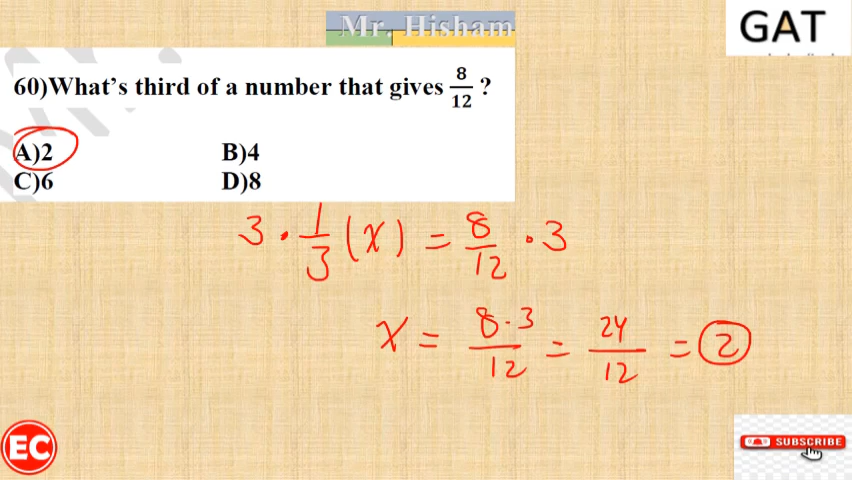 Mr. Hisham
GAT
60)What's third of a number that gives 8/12 ?
A)2 B)4
C)6 D)8
3 · 1/3 (x) = 8/12 · 3
x = 8·3/12 = 24/12 = 2
EC
SUBSCRIBE